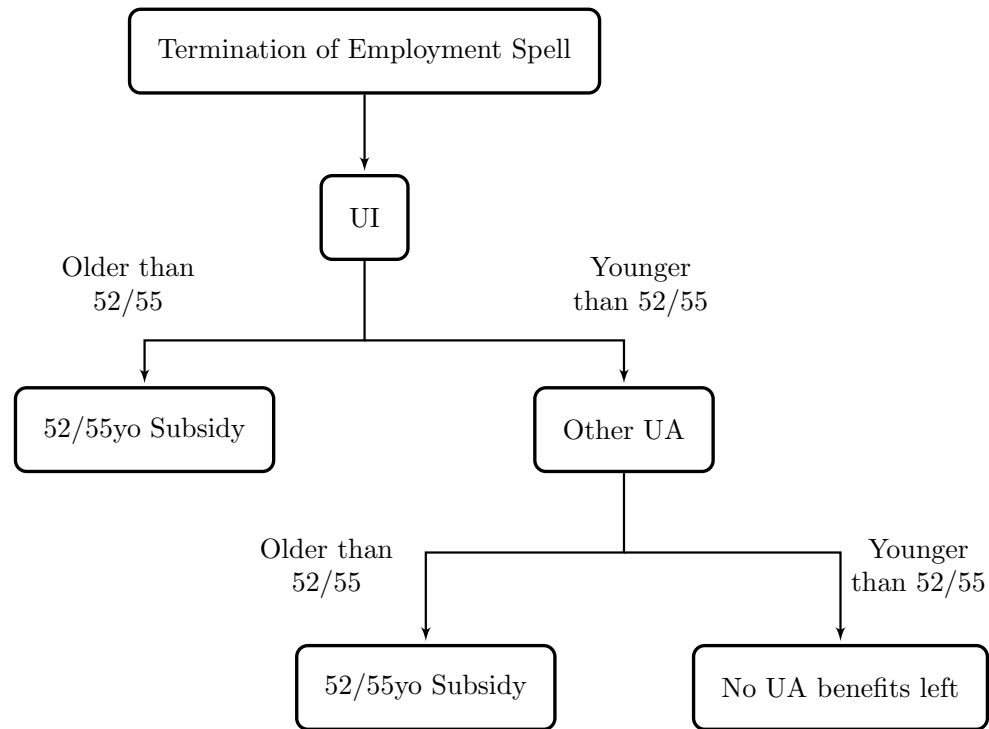 Termination of Employment Spell
UI
Older than
52/55
Younger
than 52/55
52/55yo Subsidy
Other UA
Older than
52/55
Younger
than 52/55
52/55yo Subsidy
No UA benefits left